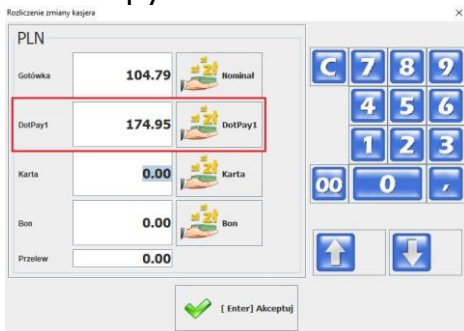 Rozliczenie zmiany kasjera
PLN
Gotówka 104.79 Nominał
DotPay1 174.95 DotPay1
Karta 0.00 Karta
Bon 0.00 Bon
Przelew 0.00
C 7 8 9
4 5 6
1 2 3
00 0 ,
[ Enter] Akceptuj